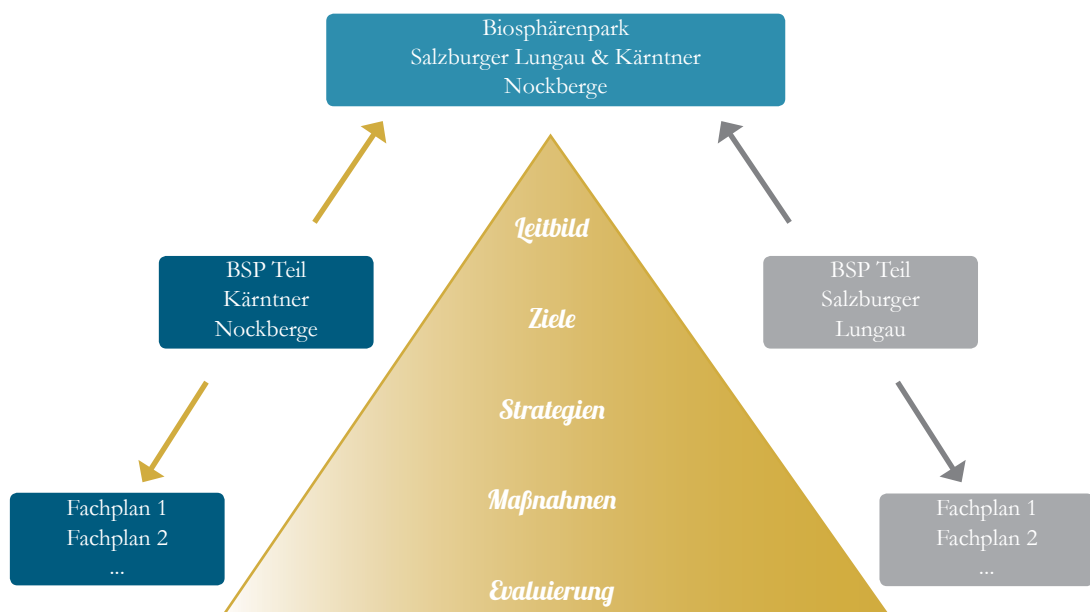 Biosphärenpark
Salzburger Lungau & Kärntner
Nockberge
Leitbild
BSP Teil
Kärntner
Nockberge
BSP Teil
Salzburger
Lungau
Ziele
Strategien
Maßnahmen
Fachplan 1
Fachplan 2
...
Fachplan 1
Fachplan 2
...
Evaluierung